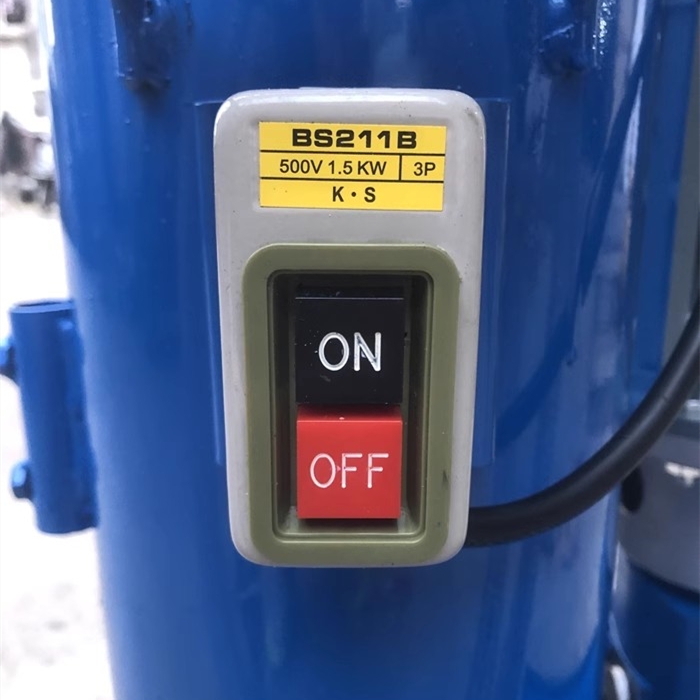 BS211B
500V 1.5 KW 3P
K·S
ON
OFF